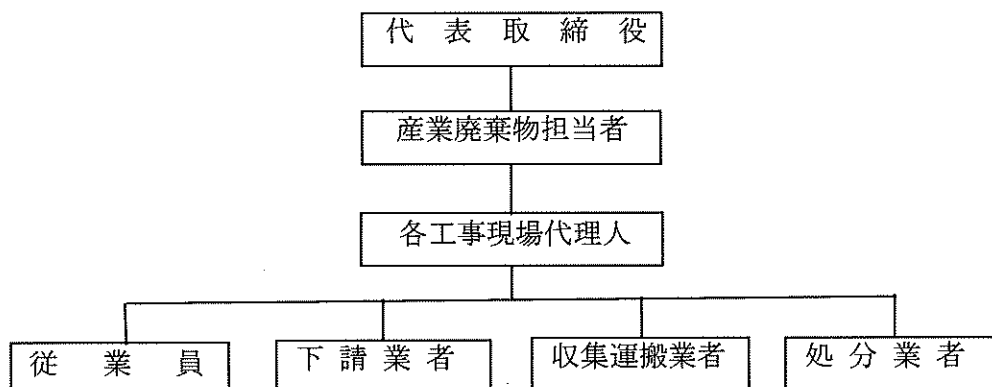 代表取締役
産業廃棄物担当者
各工事現場代理人
従業員
下請業者
収集運搬業者
処分業者